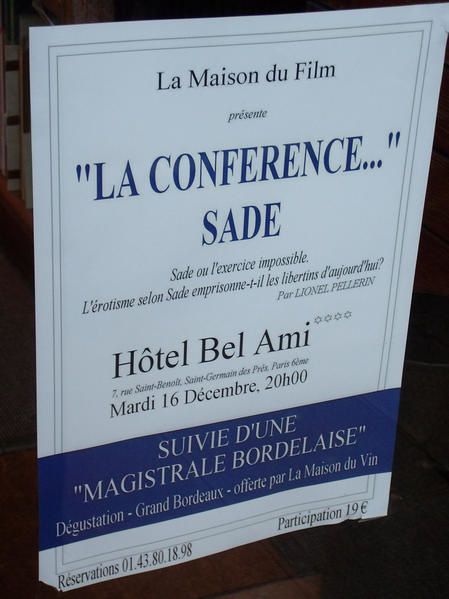 La Maison du Film
présente
"LA CONFERENCE..."
SADE
Sade ou l'exercice impossible.
L'érotisme selon Sade emprisonne-t-il les libertins d'aujourd'hui?
Par LIONEL PELLERIN
Hôtel Bel Ami
7, rue Saint-Benoît, Saint-Germain des Prés, Paris 6ème
Mardi 16 Décembre, 20h00
SUIVIE D'UNE
"MAGISTRALE BORDELAISE"
Dégustation - Grand Bordeaux - offerte par La Maison du Vin
Participation 19 €
Réservations 01.43.80.18.98